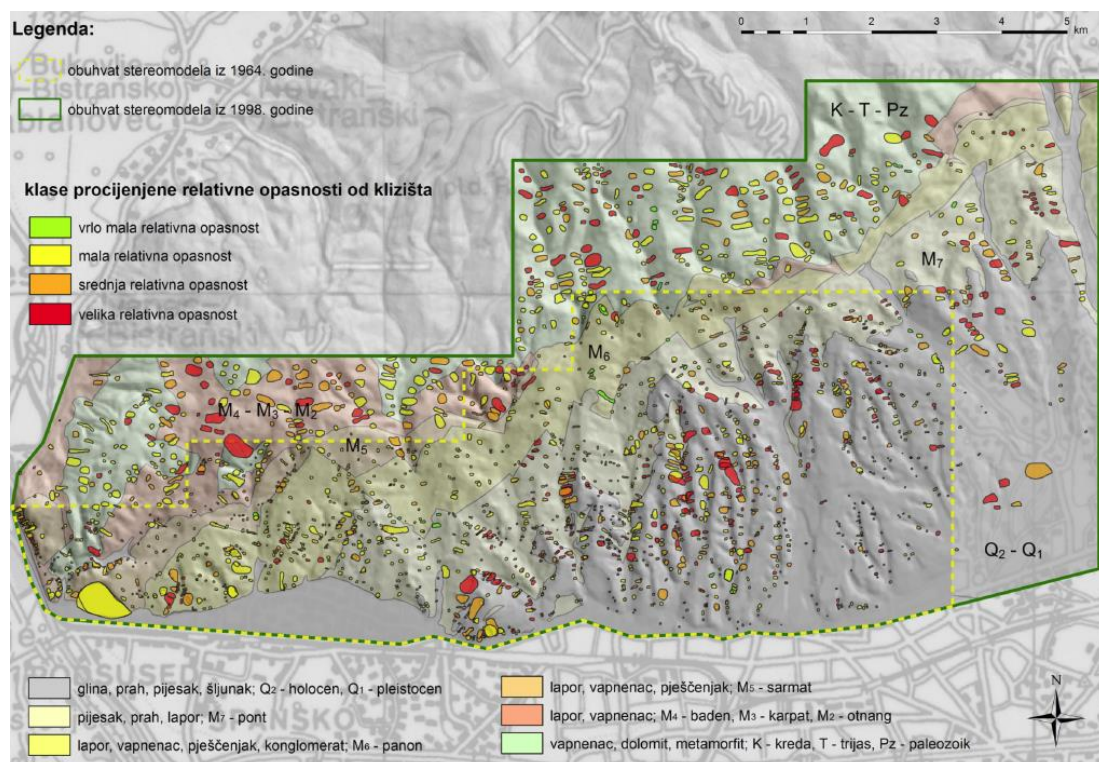 Legenda:
obuhvat stereomodela iz 1964. godine
obuhvat stereomodela iz 1998. godine
klase procijenjene relativne opasnosti od klizišta
vrlo mala relativna opasnost
mala relativna opasnost
srednja relativna opasnost
velika relativna opasnost
0 1 2 3 4 5
km
K - T - Pz
M7
M6
M4 - M3 - M2
M5
Q2 - Q1
N
glina, prah, pijesak, šljunak; Q2 - holocen, Q1 - pleistocen
pijesak, prah, lapor; M7 - pont
lapor, vapnenac, pješčenjak, konglomerat; M6 - panon
lapor, vapnenac, pješčenjak; M5 - sarmat
lapor, vapnenac; M4 - baden, M3 - karpat, M2 - otnang
vapnenac, dolomit, metamorfit; K - kreda, T - trijas, Pz - paleozoik